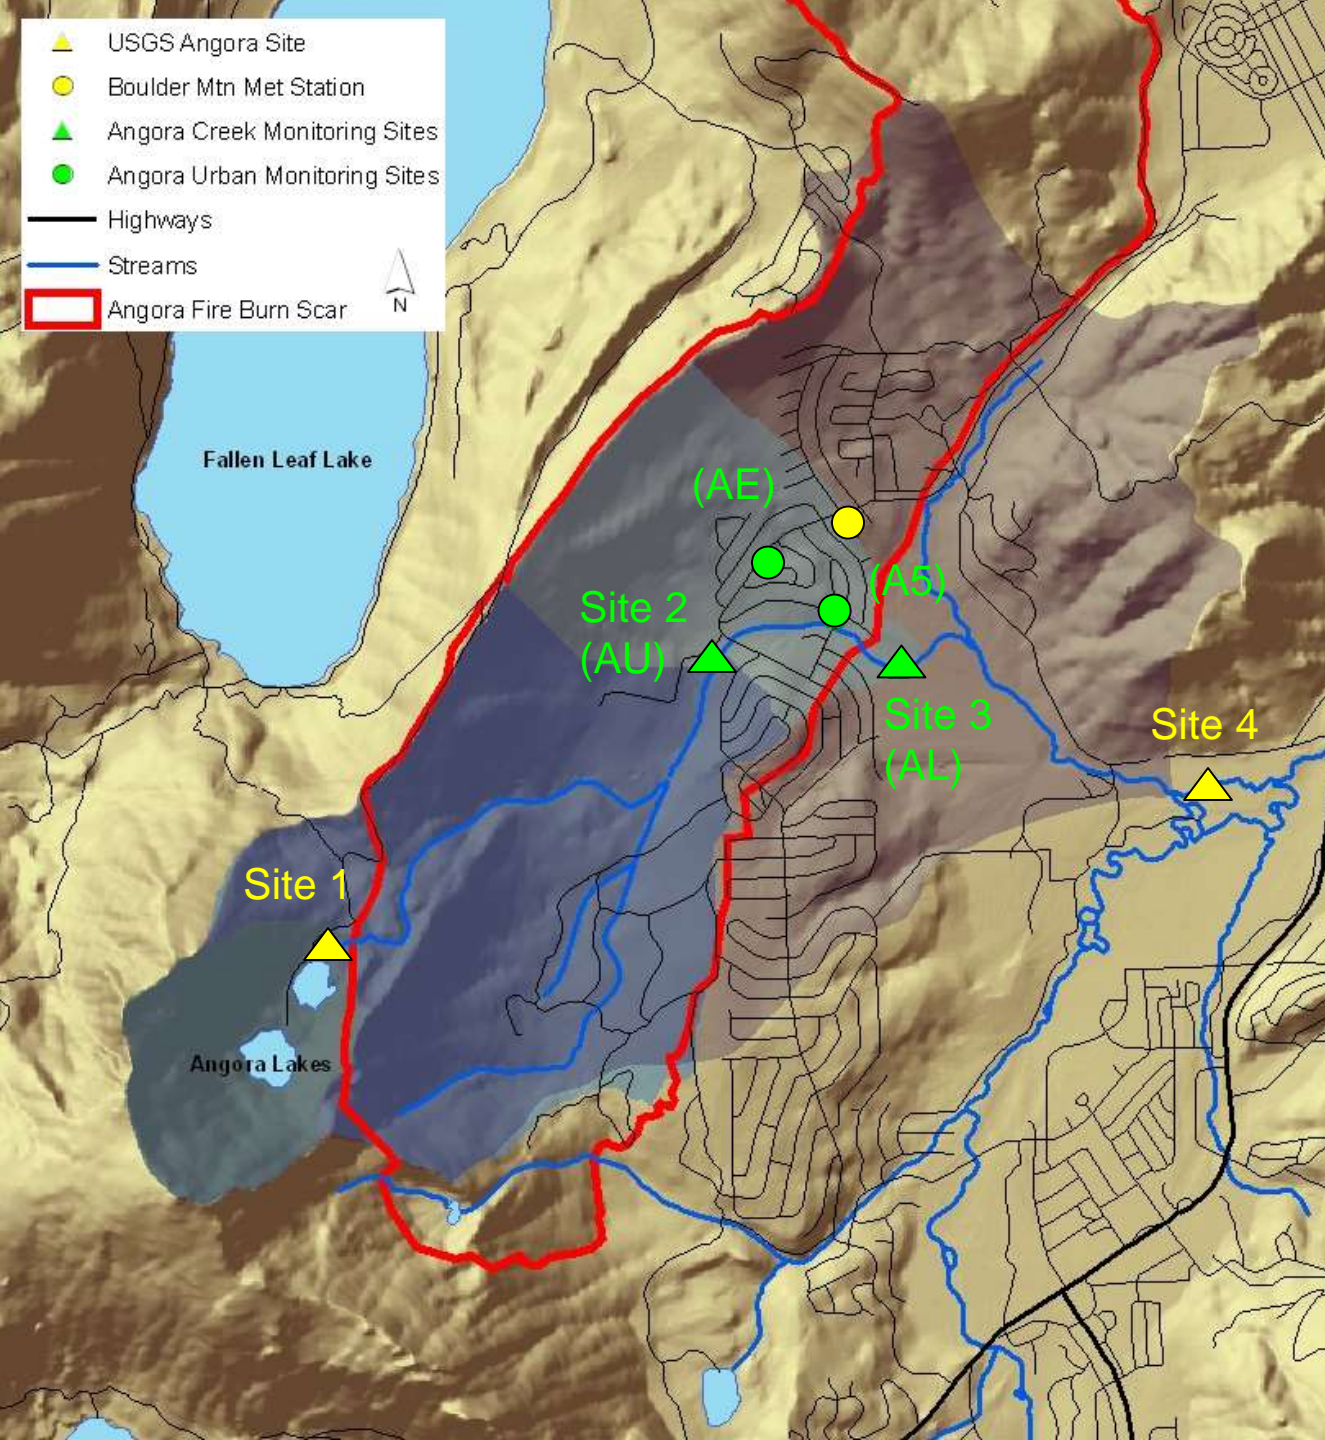 USGS Angora Site
Boulder Mtn Met Station
Angora Creek Monitoring Sites
Angora Urban Monitoring Sites
Highways
Streams
Angora Fire Burn Scar
N
Fallen Leaf Lake
(AE)
(A5)
Site 2
(AU)
Site 3
(AL)
Site 4
Site 1
Angora Lakes